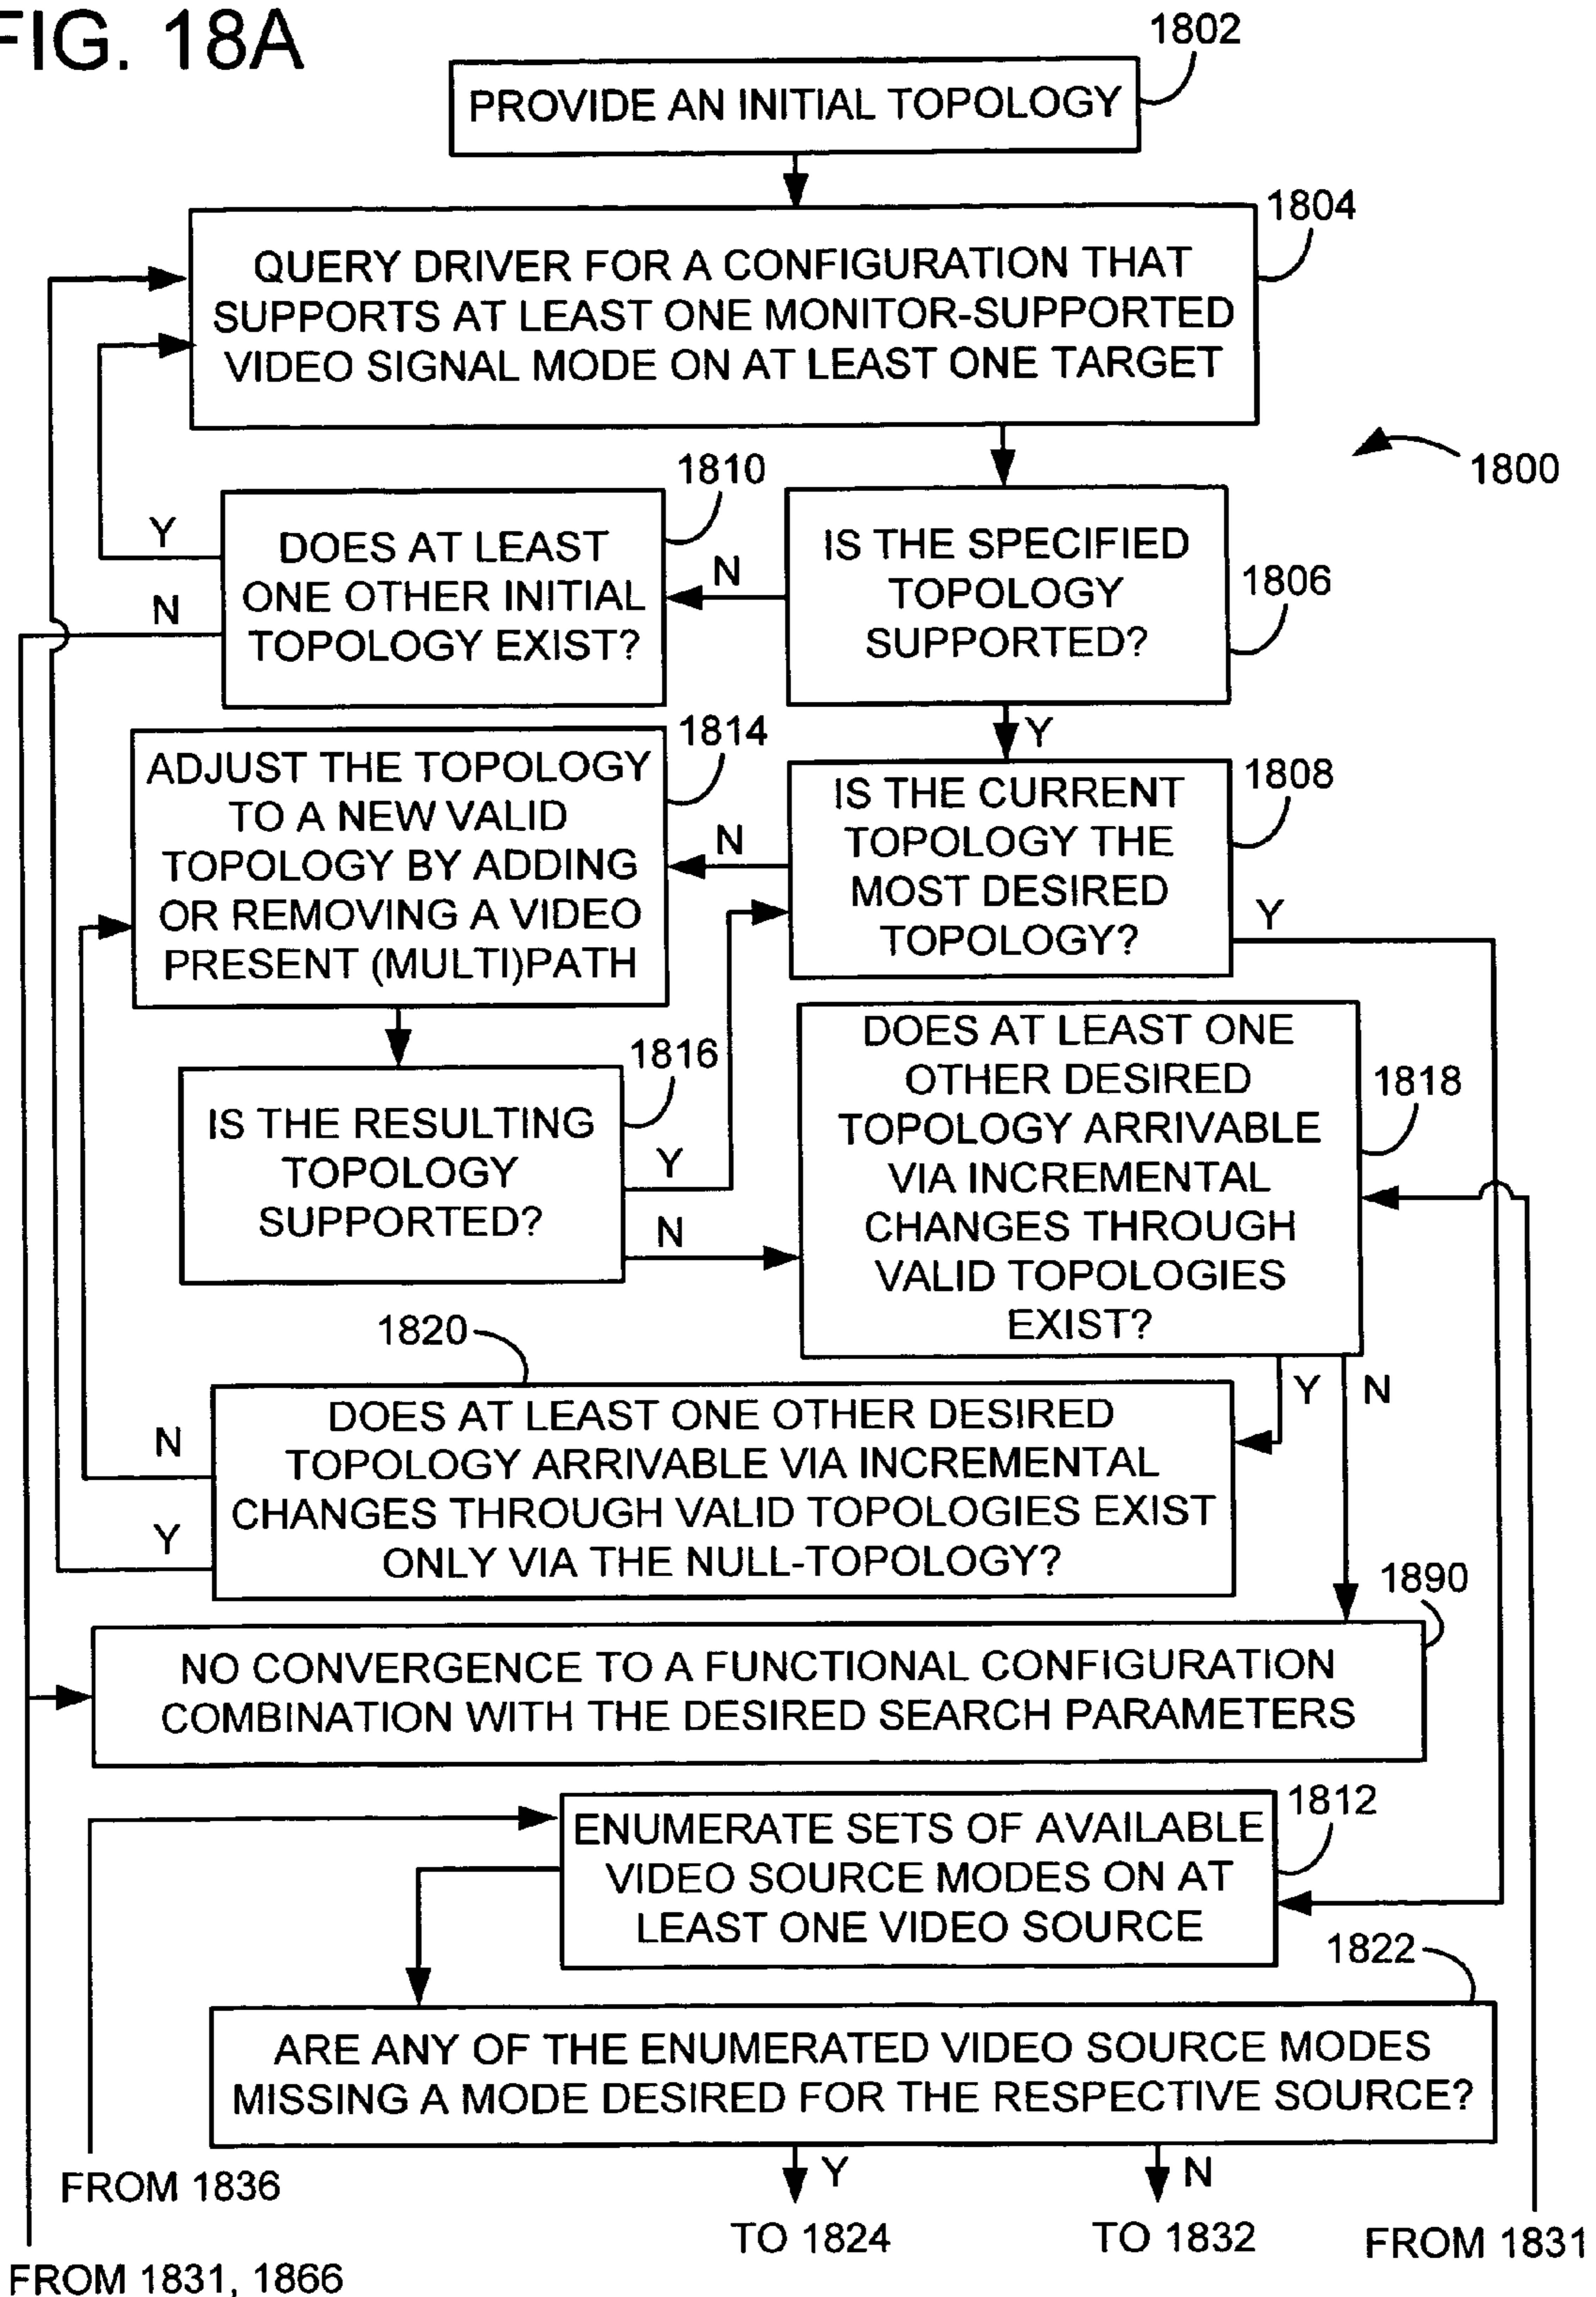 FIG. 18A
1802
PROVIDE AN INITIAL TOPOLOGY
1804
QUERY DRIVER FOR A CONFIGURATION THAT
SUPPORTS AT LEAST ONE MONITOR-SUPPORTED
VIDEO SIGNAL MODE ON AT LEAST ONE TARGET
1800
1810
DOES AT LEAST
ONE OTHER INITIAL
TOPOLOGY EXIST?
Y
N
N
IS THE SPECIFIED
TOPOLOGY
SUPPORTED?
1806
Y
1814
ADJUST THE TOPOLOGY
TO A NEW VALID
TOPOLOGY BY ADDING
OR REMOVING A VIDEO
PRESENT (MULTI)PATH
N
IS THE CURRENT
TOPOLOGY THE
MOST DESIRED
TOPOLOGY?
1808
Y
1816
IS THE RESULTING
TOPOLOGY
SUPPORTED?
Y
N
DOES AT LEAST ONE
OTHER DESIRED
TOPOLOGY ARRIVABLE
VIA INCREMENTAL
CHANGES THROUGH
VALID TOPOLOGIES
EXIST?
1818
Y
N
1820
DOES AT LEAST ONE OTHER DESIRED
TOPOLOGY ARRIVABLE VIA INCREMENTAL
CHANGES THROUGH VALID TOPOLOGIES EXIST
ONLY VIA THE NULL-TOPOLOGY?
N
Y
1890
NO CONVERGENCE TO A FUNCTIONAL CONFIGURATION
COMBINATION WITH THE DESIRED SEARCH PARAMETERS
1812
ENUMERATE SETS OF AVAILABLE
VIDEO SOURCE MODES ON AT
LEAST ONE VIDEO SOURCE
1822
ARE ANY OF THE ENUMERATED VIDEO SOURCE MODES
MISSING A MODE DESIRED FOR THE RESPECTIVE SOURCE?
Y
N
FROM 1836
TO 1824
TO 1832
FROM 1831
FROM 1831, 1866